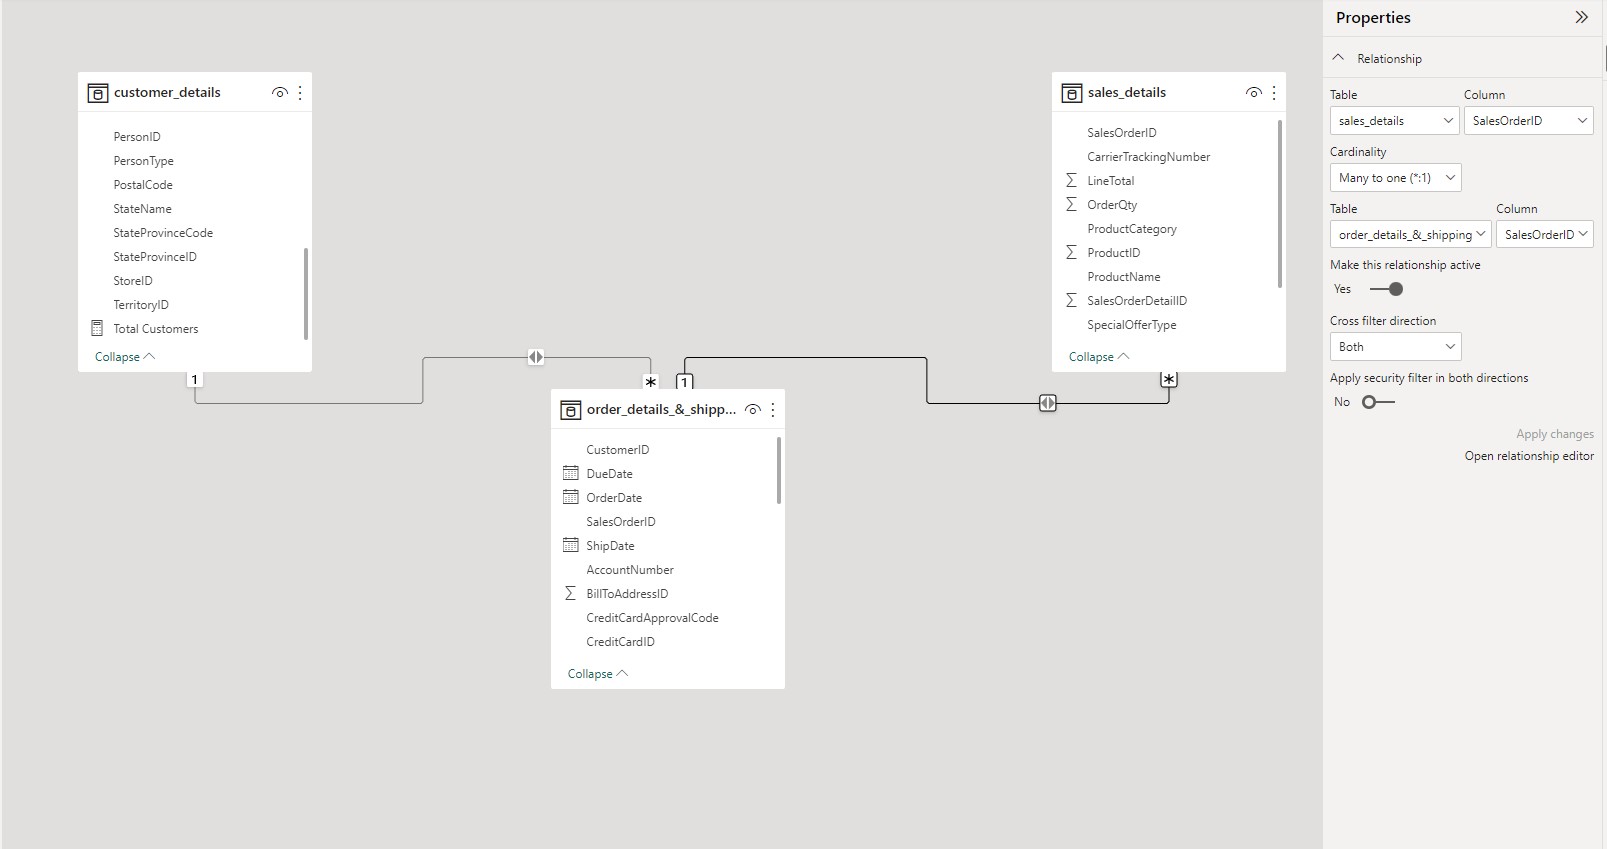 customer_details
PersonID
PersonType
PostalCode
StateName
StateProvinceCode
StateProvinceID
StoreID
TerritoryID
Total Customers
Collapse
1
*
1
order_details_&_shipp...
CustomerID
DueDate
OrderDate
SalesOrderID
ShipDate
AccountNumber
Σ BillToAddressID
CreditCardApprovalCode
CreditCardID
Collapse
sales_details
SalesOrderID
CarrierTrackingNumber
Σ LineTotal
Σ OrderQty
ProductCategory
Σ ProductID
ProductName
Σ SalesOrderDetailID
SpecialOfferType
Collapse
*
Properties
Relationship
Table Column
sales_details SalesOrderID
Cardinality
Many to one (*:1)
Table Column
order_details_&_shipping SalesOrderID
Make this relationship active
Yes
Cross filter direction
Both
Apply security filter in both directions
No
Apply changes
Open relationship editor